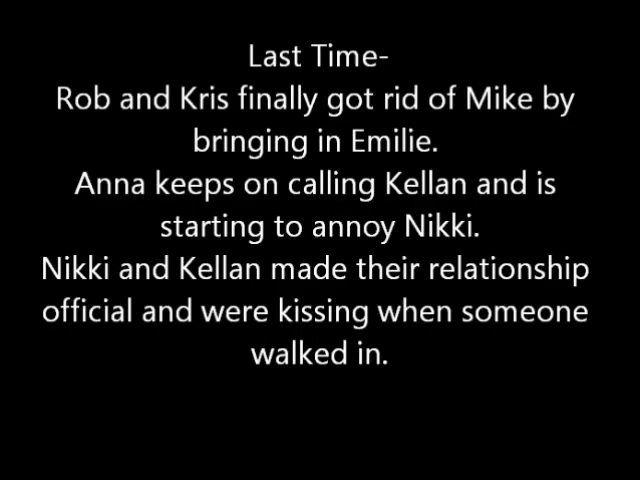 Last Time-
Rob and Kris finally got rid of Mike by
bringing in Emilie.
Anna keeps on calling Kellan and is
starting to annoy Nikki.
Nikki and Kellan made their relationship
official and were kissing when someone
walked in.